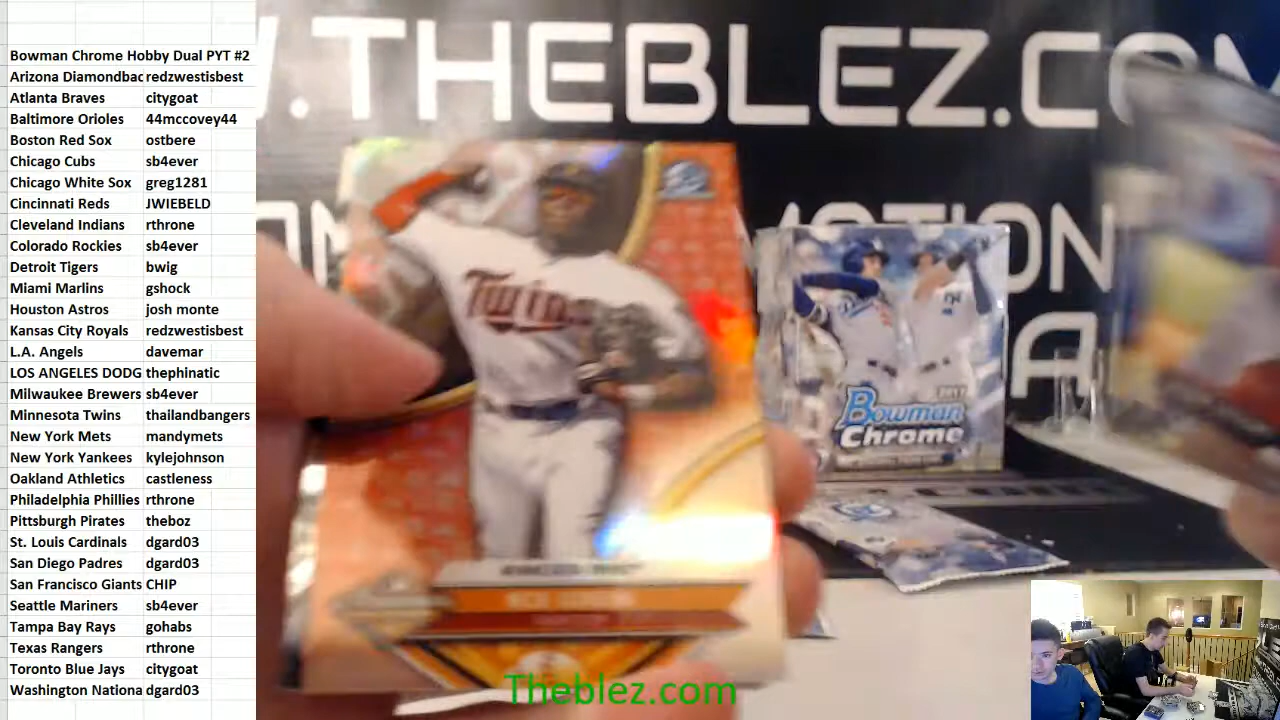 Bowman Chrome Hobby Dual PYT #2
Arizona Diamondbac redzwestisbest
Atlanta Braves citygoat
Baltimore Orioles 44mccovey44
Boston Red Sox ostbere
Chicago Cubs sb4ever
Chicago White Sox greg1281
Cincinnati Reds JWIEBELD
Cleveland Indians rthrone
Colorado Rockies sb4ever
Detroit Tigers bwig
Miami Marlins gshock
Houston Astros josh monte
Kansas City Royals redzwestisbest
L.A. Angels davemar
LOS ANGELES DODG thephinatic
Milwaukee Brewers sb4ever
Minnesota Twins thailandbangers
New York Mets mandymets
New York Yankees kylejohnson
Oakland Athletics castleness
Philadelphia Phillies rthrone
Pittsburgh Pirates theboz
St. Louis Cardinals dgard03
San Diego Padres dgard03
San Francisco Giants CHIP
Seattle Mariners sb4ever
Tampa Bay Rays gohabs
Texas Rangers rthrone
Toronto Blue Jays citygoat
Washington Nationa dgard03
W.THEBLEZ.COM
Twins
2017
Bowman
Chrome
Theblez.com